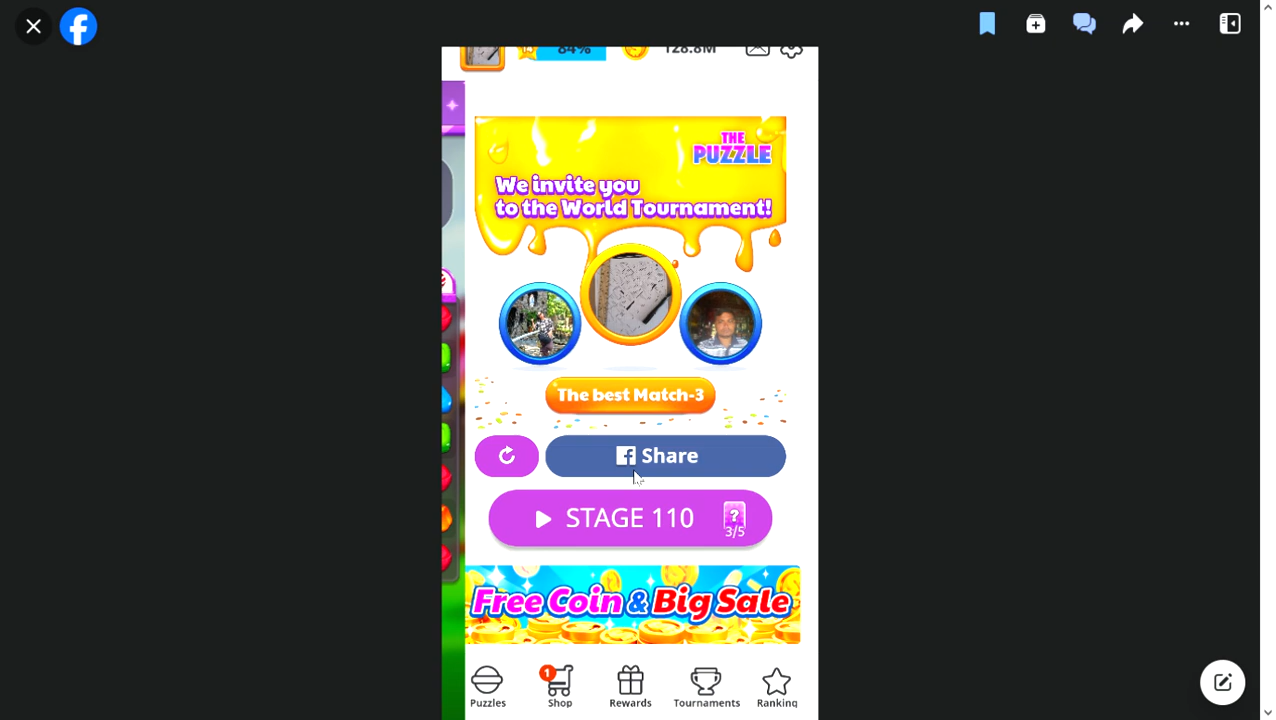 84%
128.8M
THE
PUZZLE
We invite you
to the World Tournament!
The best Match-3
Share
STAGE 110
?
3/5
Free Coin & Big Sale
1
Puzzles
Shop
Rewards
Tournaments
Ranking